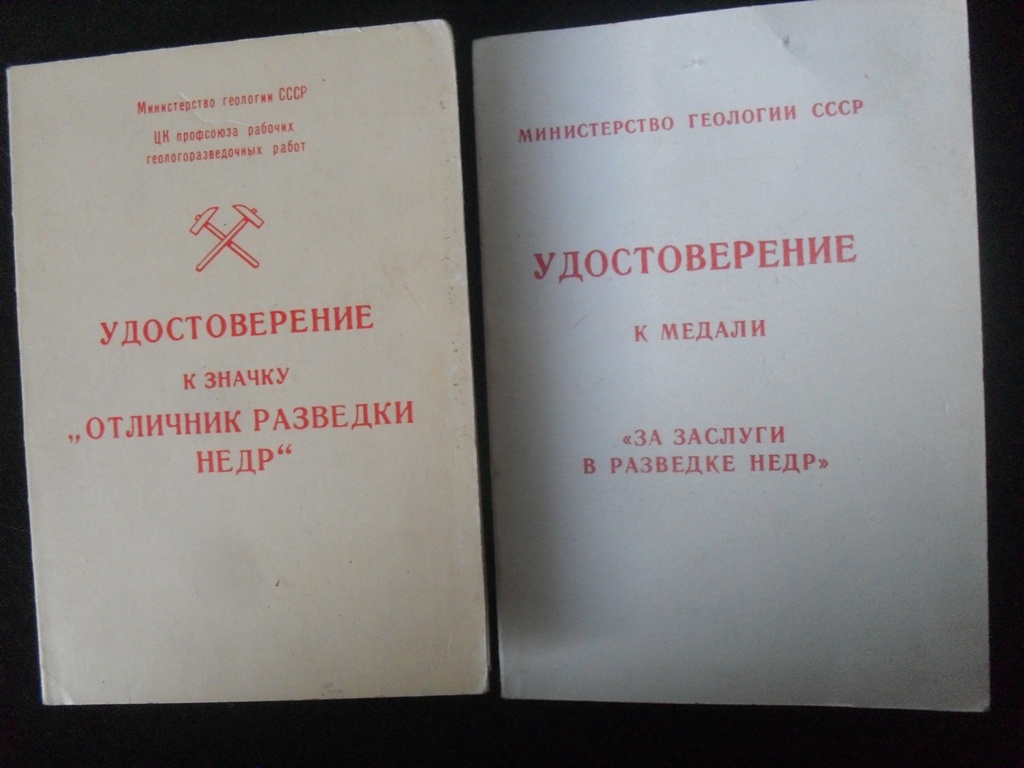 Министерство геологии СССР
ЦК профсоюза рабочих
геологоразведочных работ
УДОСТОВЕРЕНИЕ
К ЗНАЧКУ
„ОТЛИЧНИК РАЗВЕДКИ
НЕДР“
МИНИСТЕРСТВО ГЕОЛОГИИ СССР
УДОСТОВЕРЕНИЕ
К МЕДАЛИ
«ЗА ЗАСЛУГИ
В РАЗВЕДКЕ НЕДР»